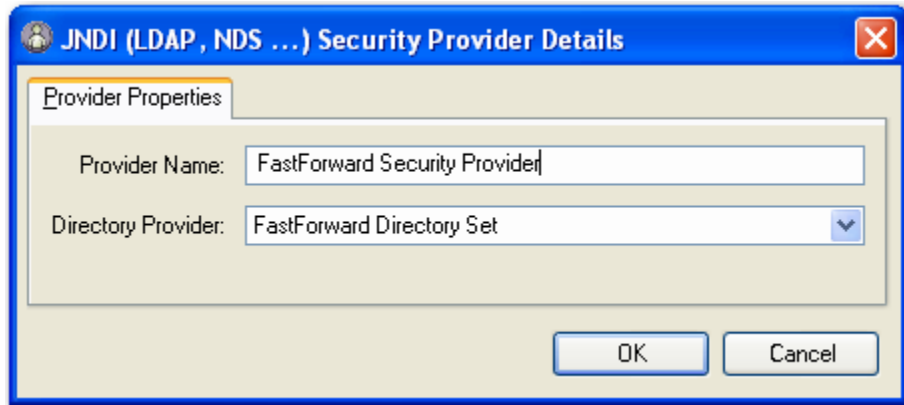 JNDI (LDAP, NDS ...) Security Provider Details
Provider Properties
Provider Name: FastForward Security Provider
Directory Provider: FastForward Directory Set
OK Cancel